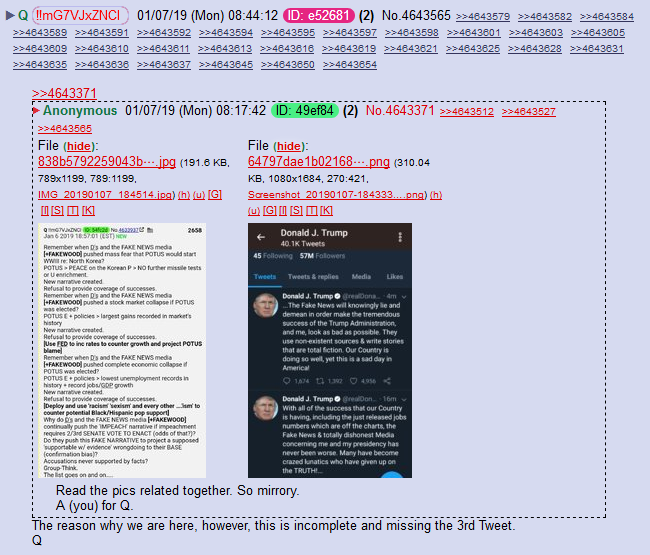 Q !!mG7VJxZNCI 01/07/19 (Mon) 08:44:12 ID: e52681 (2) No.4643565 >>4643579 >>4643582 >>4643584
>>4643589 >>4643591 >>4643592 >>4643594 >>4643595 >>4643597 >>4643598 >>4643601 >>4643603 >>4643605
>>4643609 >>4643610 >>4643611 >>4643613 >>4643616 >>4643619 >>4643621 >>4643625 >>4643628 >>4643631
>>4643635 >>4643636 >>4643637 >>4643645 >>4643650 >>4643654
>>4643371
Anonymous 01/07/19 (Mon) 08:17:42 ID: 49ef84 (2) No.4643371 >>4643512 >>4643527
>>4643565
File (hide):
838b5792259043b⋯.jpg (191.6 KB,
789x1199, 789:1199,
IMG_20190107_184514.jpg) (h) (u) [G]
[I] [S] [T] [K]
Q !!mG7VJxZNCI No.4633937 2658
Jan 6 2019 18:57:01 (EST) NEW
Remember when D's and the FAKE NEWS media
[+FAKEWOOD] pushed mass fear that POTUS would start
WWIII re: North Korea?
POTUS > PEACE on the Korean P > NO further missile tests
or U enrichment.
New narrative created.
Refusal to provide coverage of successes.
Remember when D's and the FAKE NEWS media
[+FAKEWOOD] pushed a stock market collapse if POTUS
was elected?
POTUS E + policies > largest gains recorded in market's
history
New narrative created.
Refusal to provide coverage of successes.
[Use FED to inc rates to counter growth and project POTUS
blame]
Remember when D's and the FAKE NEWS media
[+FAKEWOOD] pushed complete economic collapse if
POTUS was elected?
POTUS E + policies > lowest unemployment records in
history + record jobs/GDP growth
New narrative created.
Refusal to provide coverage of successes.
[Deploy and use 'racism' 'sexism' and every other ...'ism' to
counter potential Black/Hispanic pop support]
Why do D's and the FAKE NEWS media [+FAKEWOOD]
continually push the 'IMPEACH' narrative if impeachment
requires 2/3rd SENATE VOTE TO ENACT (odds of that?)?
Do they push this FAKE NARRATIVE to project a supposed
'supportable w/ evidence' wrongdoing to their BASE
(confirmation bias)?
Accusations never supported by facts?
Group-Think.
The list goes on and on.....
File (hide):
64797dae1b02168⋯.png (310.04
KB, 1080x1684, 270:421,
Screenshot_20190107-184333….png) (h)
(u) [G] [I] [S] [T] [K]
Donald J. Trump
40.1K Tweets
45 Following 57M Followers
Tweets Tweets & replies Media Likes
Donald J. Trump @realDona... · 4m
...The Fake News will knowingly lie and
demean in order make the tremendous
success of the Trump Administration,
and me, look as bad as possible. They
use non-existent sources & write stories
that are total fiction. Our Country is
doing so well, yet this is a sad day in
America!
1,674 1,392 4,956
Donald J. Trump @realDona... · 16m
With all of the success that our Country
is having, including the just released jobs
numbers which are off the charts, the
Fake News & totally dishonest Media
concerning me and my presidency has
never been worse. Many have become
crazed lunatics who have given up on
the TRUTH!...
Read the pics related together. So mirrory.
A (you) for Q.
The reason why we are here, however, this is incomplete and missing the 3rd Tweet.
Q